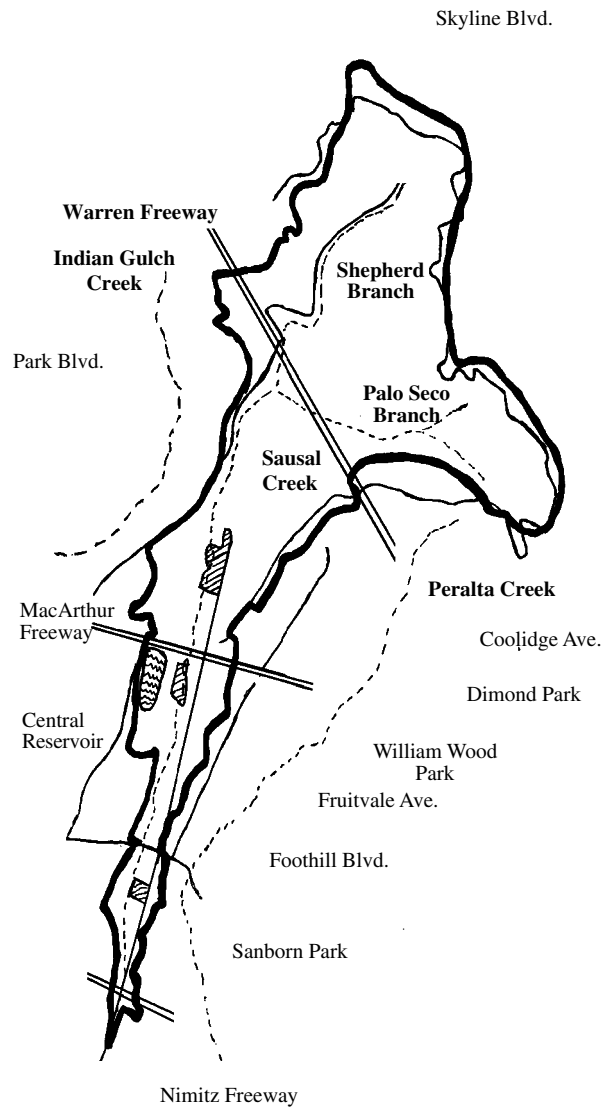 Skyline Blvd.
Warren Freeway
Indian Gulch
Creek
Shepherd
Branch
Park Blvd.
Palo Seco
Branch
Sausal
Creek
Peralta Creek
MacArthur
Freeway
Coolidge Ave.
Dimond Park
Central
Reservoir
William Wood
Park
Fruitvale Ave.
Foothill Blvd.
Sanborn Park
Nimitz Freeway